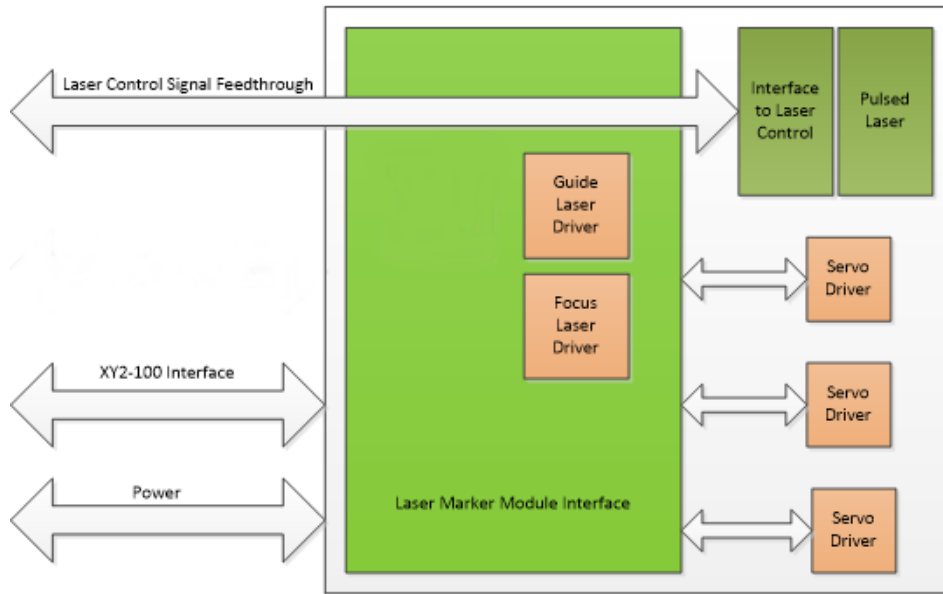 Laser Control Signal Feedthrough
Interface
to Laser
Control
Pulsed
Laser
Guide
Laser
Driver
Servo
Driver
Focus
Laser
Driver
XY2-100 Interface
Servo
Driver
Power
Laser Marker Module Interface
Servo
Driver